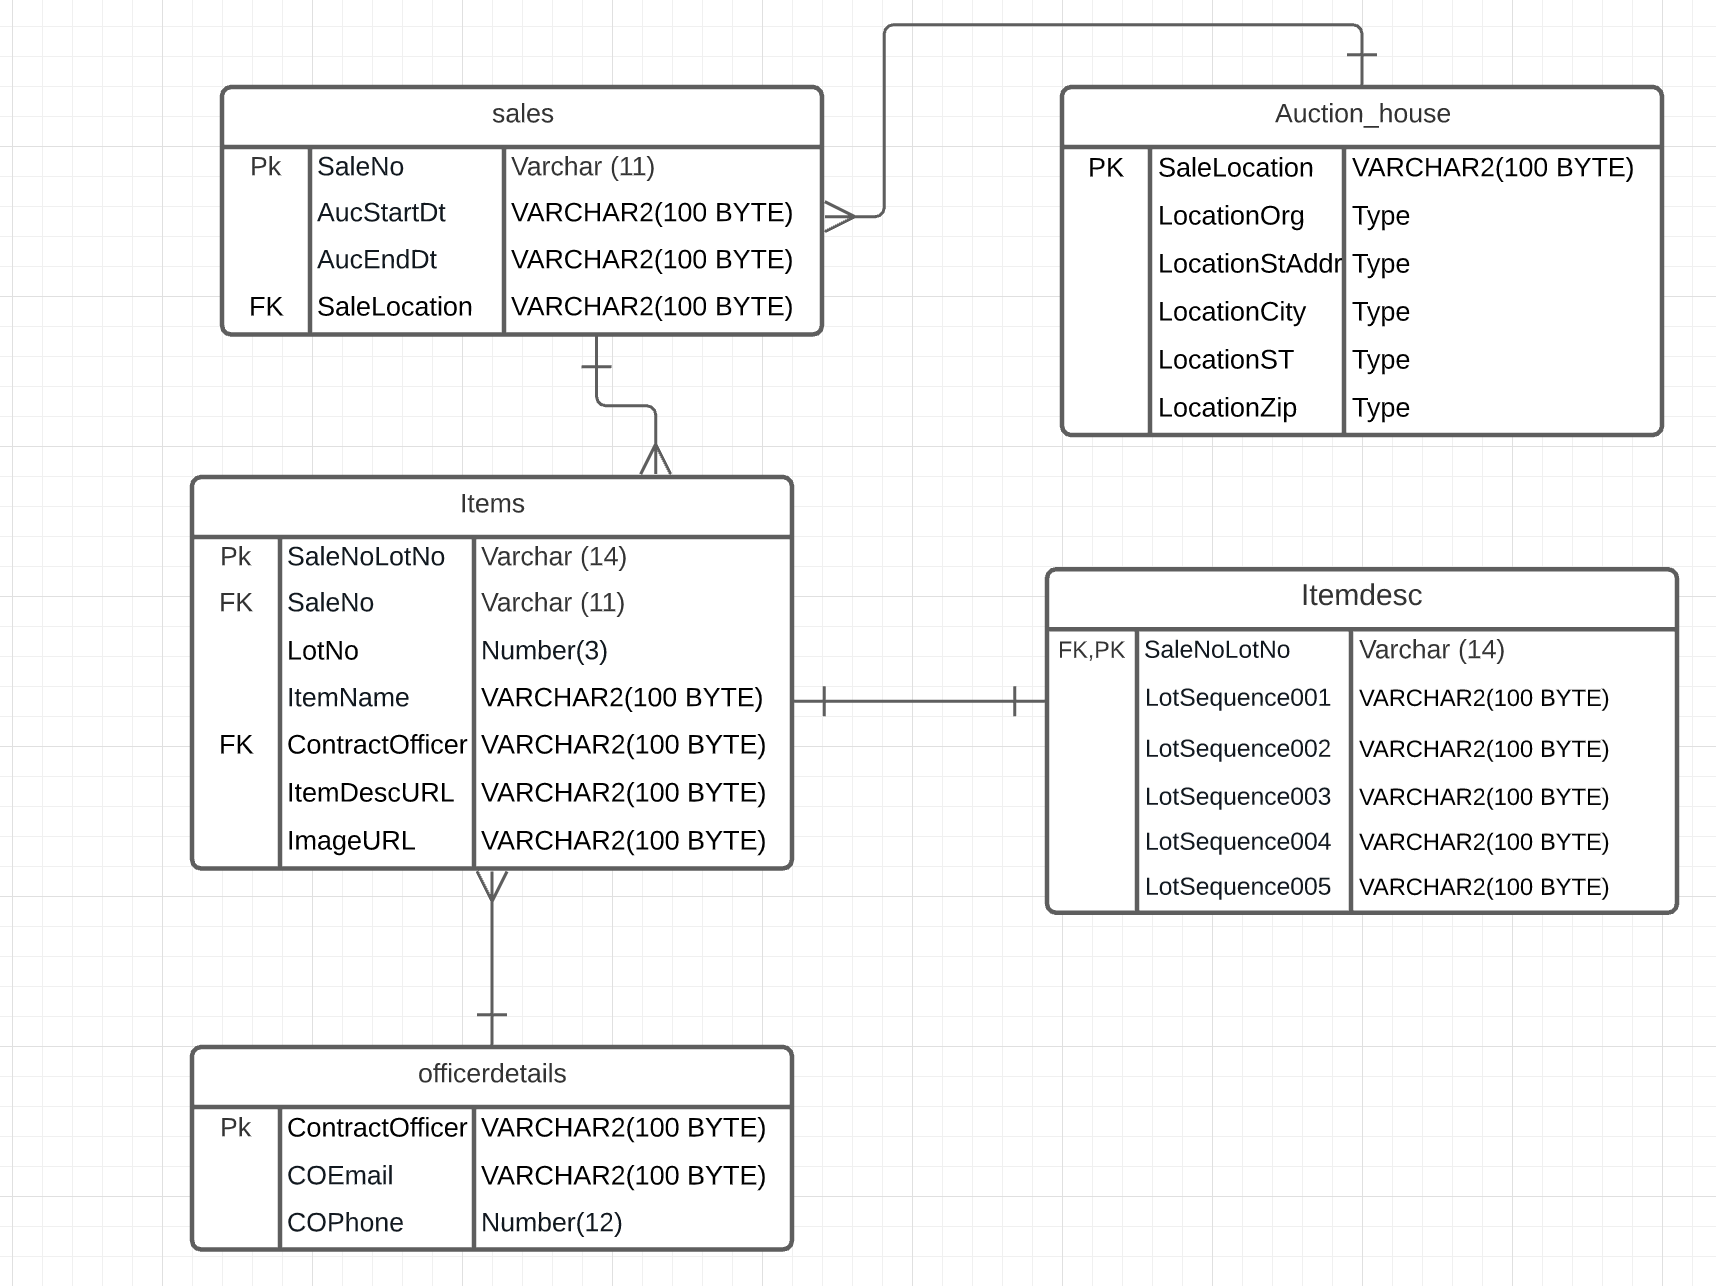 sales
Pk SaleNo Varchar (11)
AucStartDt VARCHAR2(100 BYTE)
AucEndDt VARCHAR2(100 BYTE)
FK SaleLocation VARCHAR2(100 BYTE)
Auction_house
PK SaleLocation VARCHAR2(100 BYTE)
LocationOrg Type
LocationStAddr Type
LocationCity Type
LocationST Type
LocationZip Type
Items
Pk SaleNoLotNo Varchar (14)
FK SaleNo Varchar (11)
LotNo Number(3)
ItemName VARCHAR2(100 BYTE)
FK ContractOfficer VARCHAR2(100 BYTE)
ItemDescURL VARCHAR2(100 BYTE)
ImageURL VARCHAR2(100 BYTE)
Itemdesc
FK,PK SaleNoLotNo Varchar (14)
LotSequence001 VARCHAR2(100 BYTE)
LotSequence002 VARCHAR2(100 BYTE)
LotSequence003 VARCHAR2(100 BYTE)
LotSequence004 VARCHAR2(100 BYTE)
LotSequence005 VARCHAR2(100 BYTE)
officerdetails
Pk ContractOfficer VARCHAR2(100 BYTE)
COEmail VARCHAR2(100 BYTE)
COPhone Number(12)